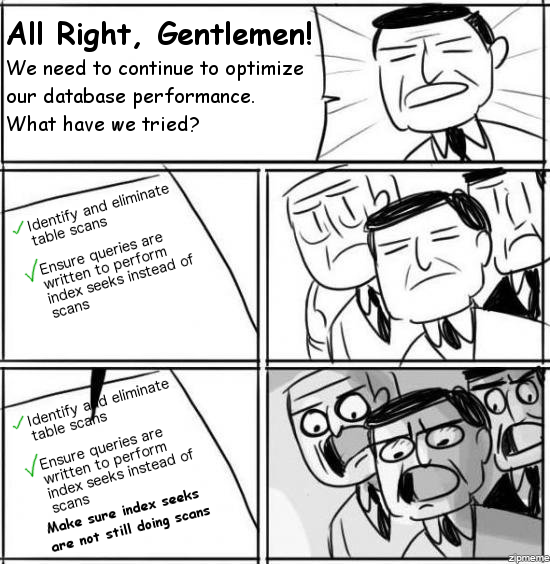 All Right, Gentlemen!
We need to continue to optimize
our database performance.
What have we tried?
✓ Identify and eliminate
table scans
✓ Ensure queries are
written to perform
index seeks instead of
scans
✓ Identify and eliminate
table scans
✓ Ensure queries are
written to perform
index seeks instead of
scans
Make sure index seeks
are not still doing scans
zipmeme